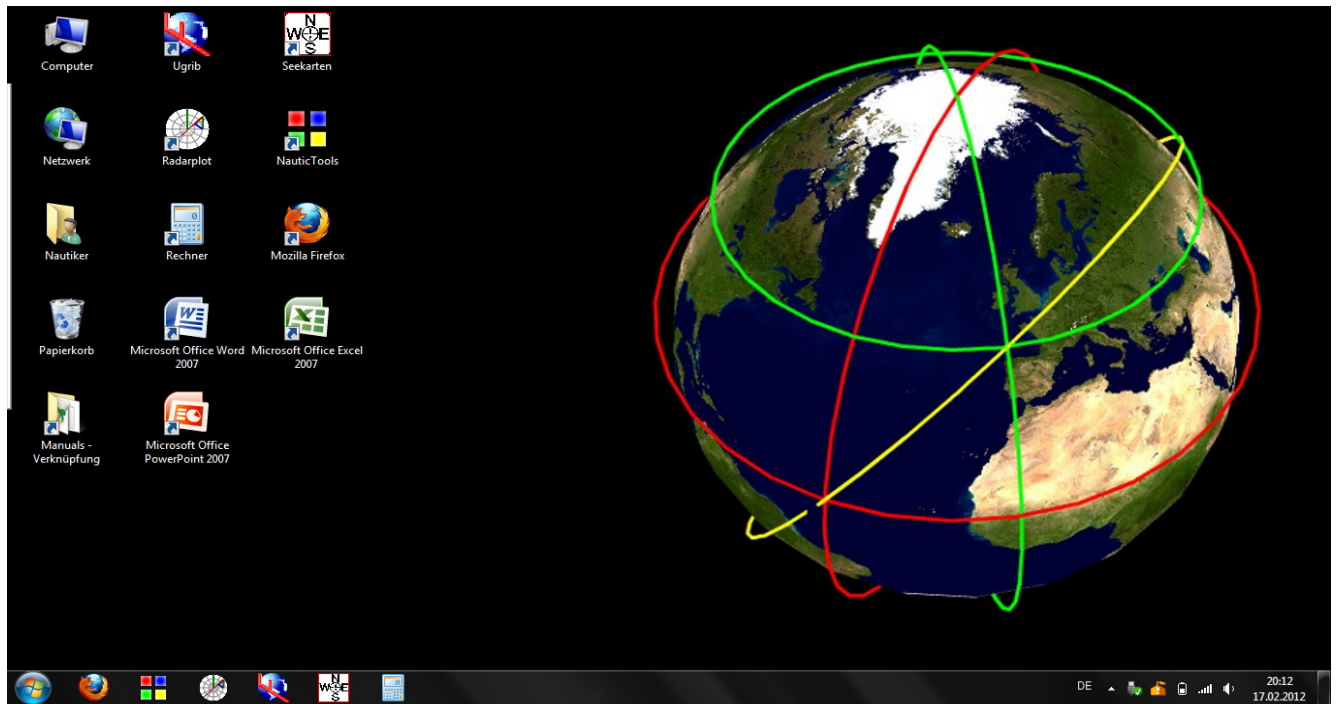 Computer
Ugrib
N
W E
S
Seekarten
Netzwerk
Radarplot
NauticTools
Nautiker
Rechner
Mozilla Firefox
Papierkorb
Microsoft Office Word
2007
Microsoft Office Excel
2007
Manuals -
Verknüpfung
Microsoft Office
PowerPoint 2007
N
W E
S
DE
20:12
17.02.2012